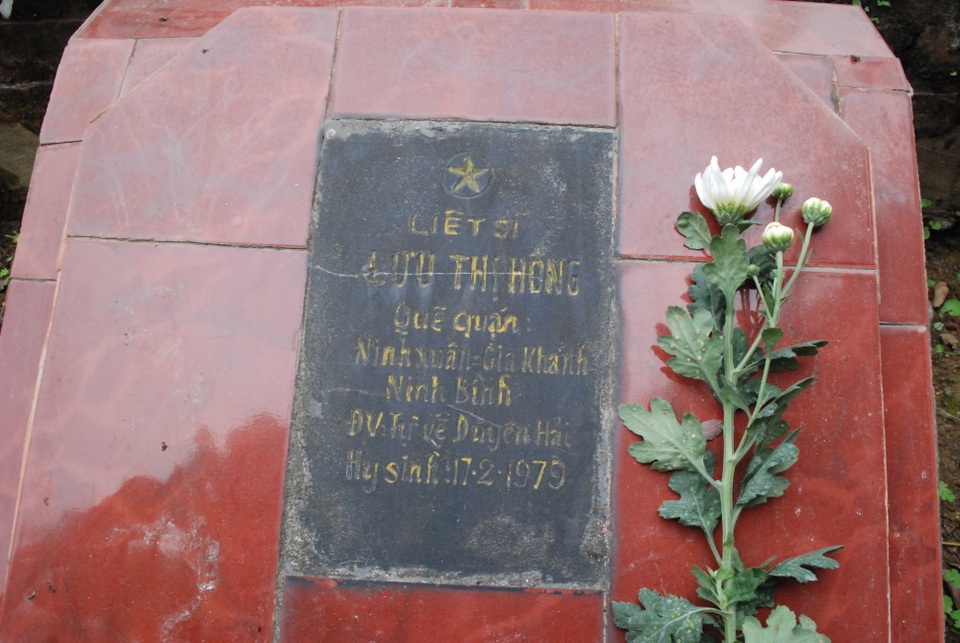 LIỆT SĨ
LƯU THỊ HỒNG
Quê quán:
Ninh xuân-Gia Khánh
Ninh Bình
ĐV: Tự vệ Duyên Hải
Hy sinh: 17-2-1979